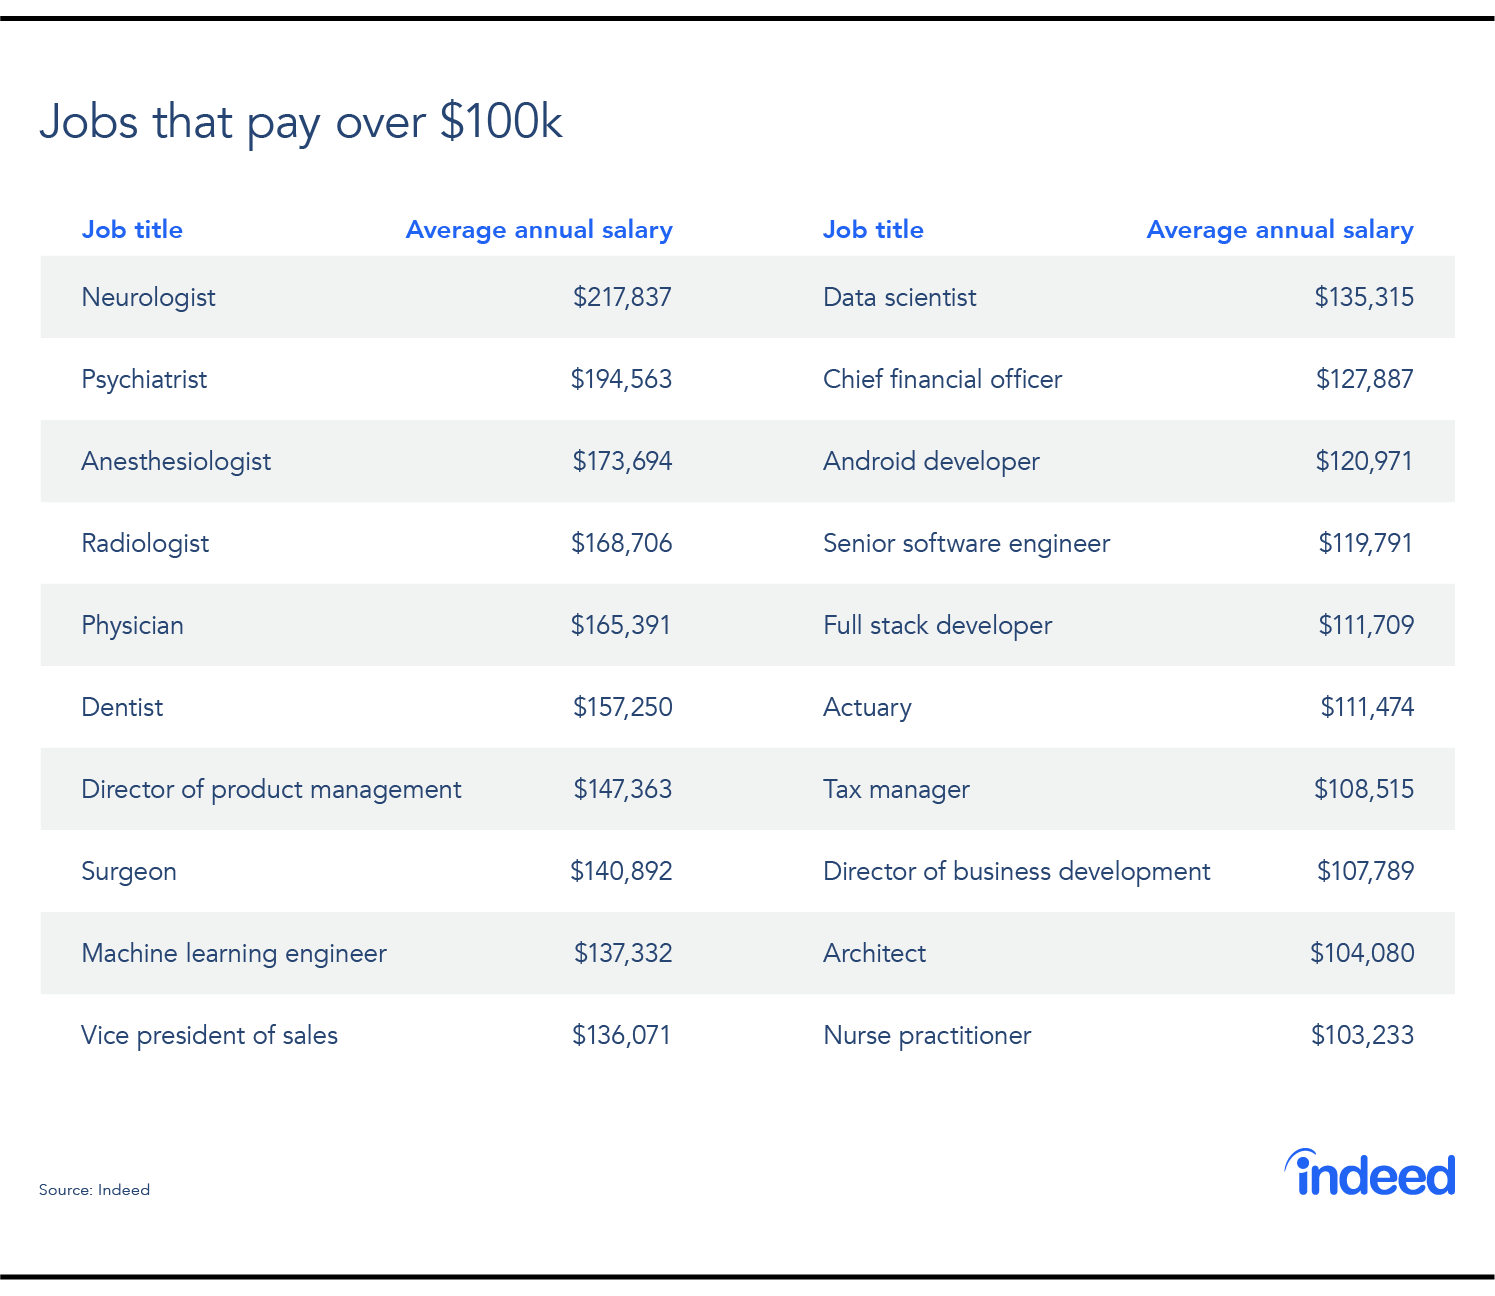 Jobs that pay over $100k
Job title Average annual salary Job title Average annual salary
Neurologist $217,837 Data scientist $135,315
Psychiatrist $194,563 Chief financial officer $127,887
Anesthesiologist $173,694 Android developer $120,971
Radiologist $168,706 Senior software engineer $119,791
Physician $165,391 Full stack developer $111,709
Dentist $157,250 Actuary $111,474
Director of product management $147,363 Tax manager $108,515
Surgeon $140,892 Director of business development $107,789
Machine learning engineer $137,332 Architect $104,080
Vice president of sales $136,071 Nurse practitioner $103,233
indeed
Source: Indeed